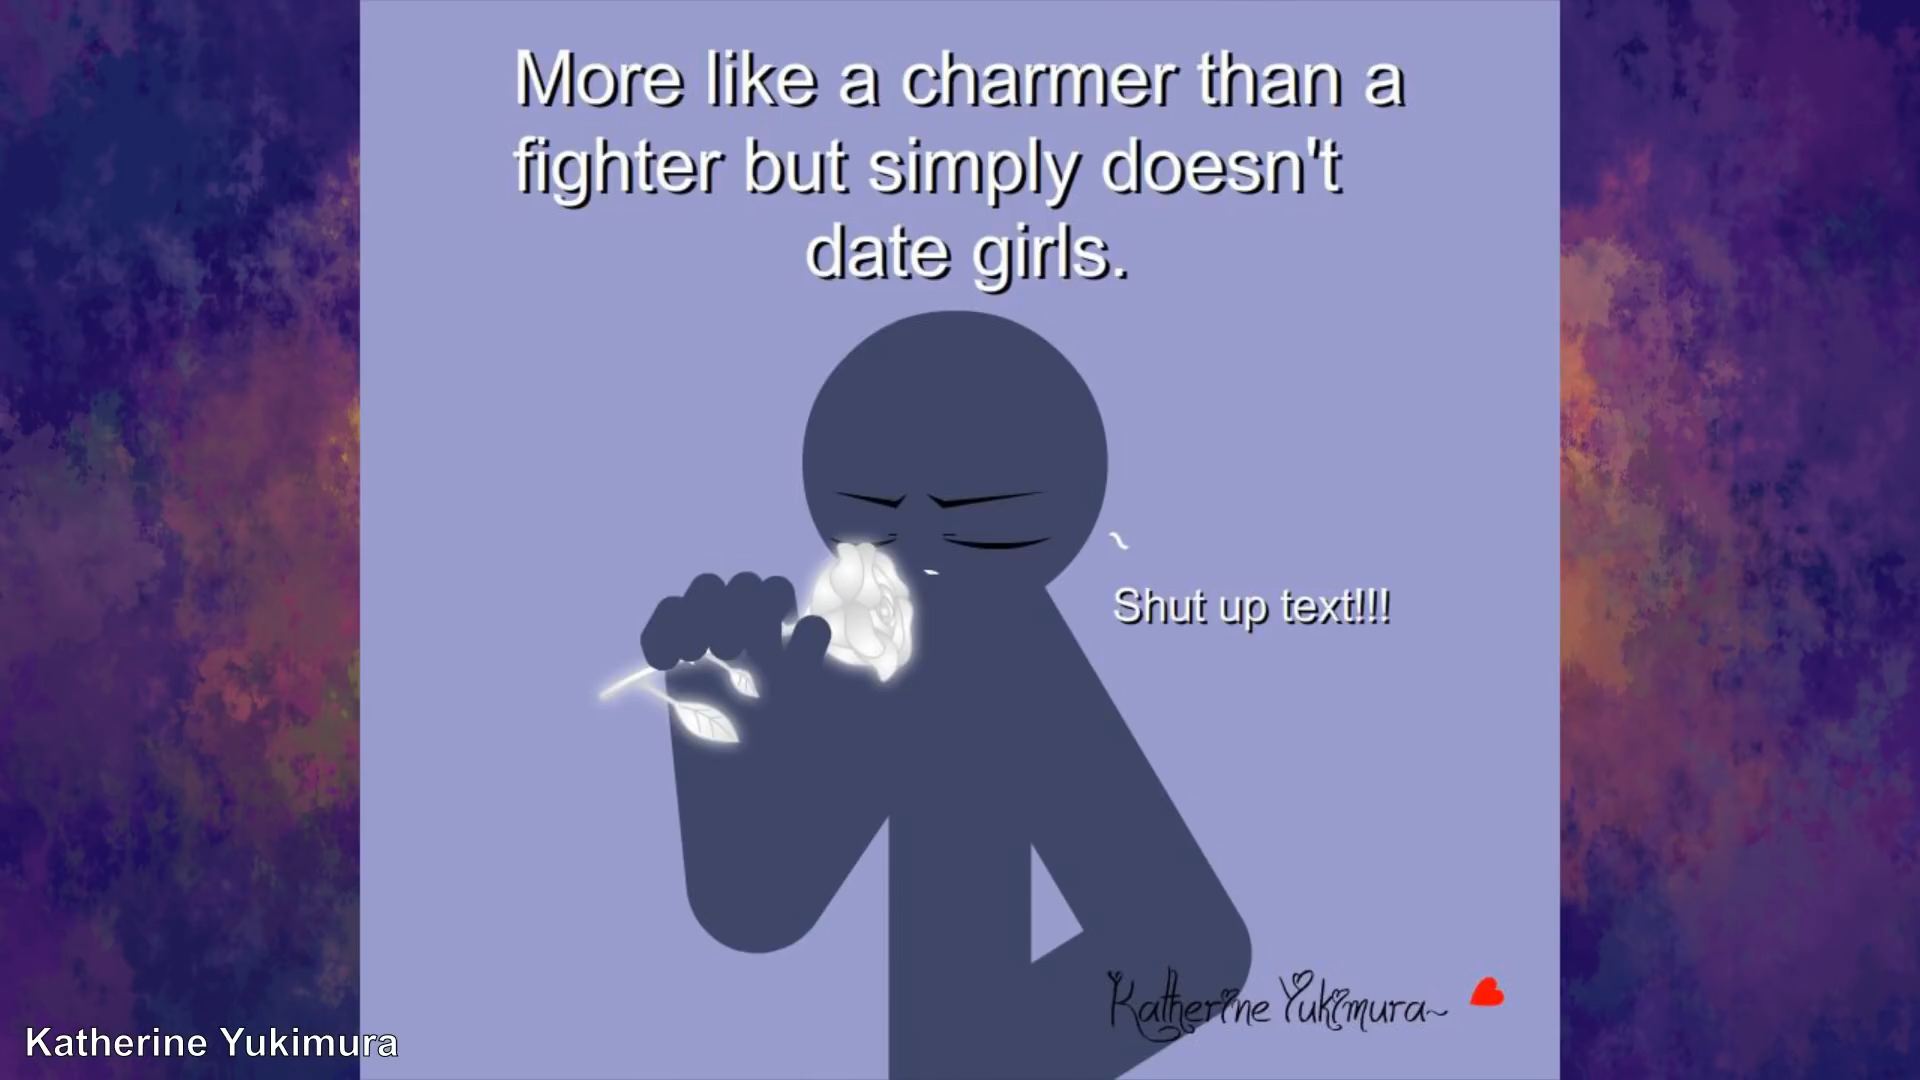 More like a charmer than a
fighter but simply doesn't
date girls.
Shut up text!!!
Katherine Yukimura~
Katherine Yukimura